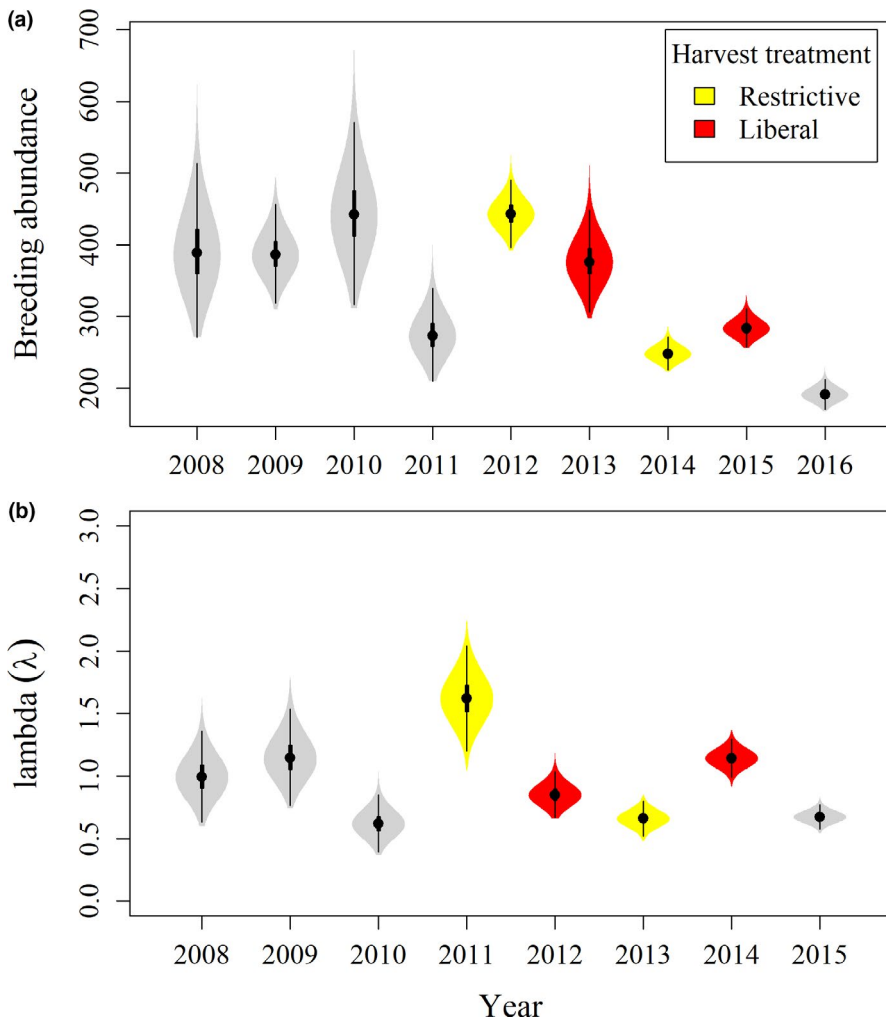 (a)
Breeding abundance
700
600
500
400
300
200
Harvest treatment
Restrictive
Liberal
2008 2009 2010 2011 2012 2013 2014 2015 2016
(b)
lambda (λ)
3.0
2.5
2.0
1.5
1.0
0.5
0.0
2008 2009 2010 2011 2012 2013 2014 2015
Year